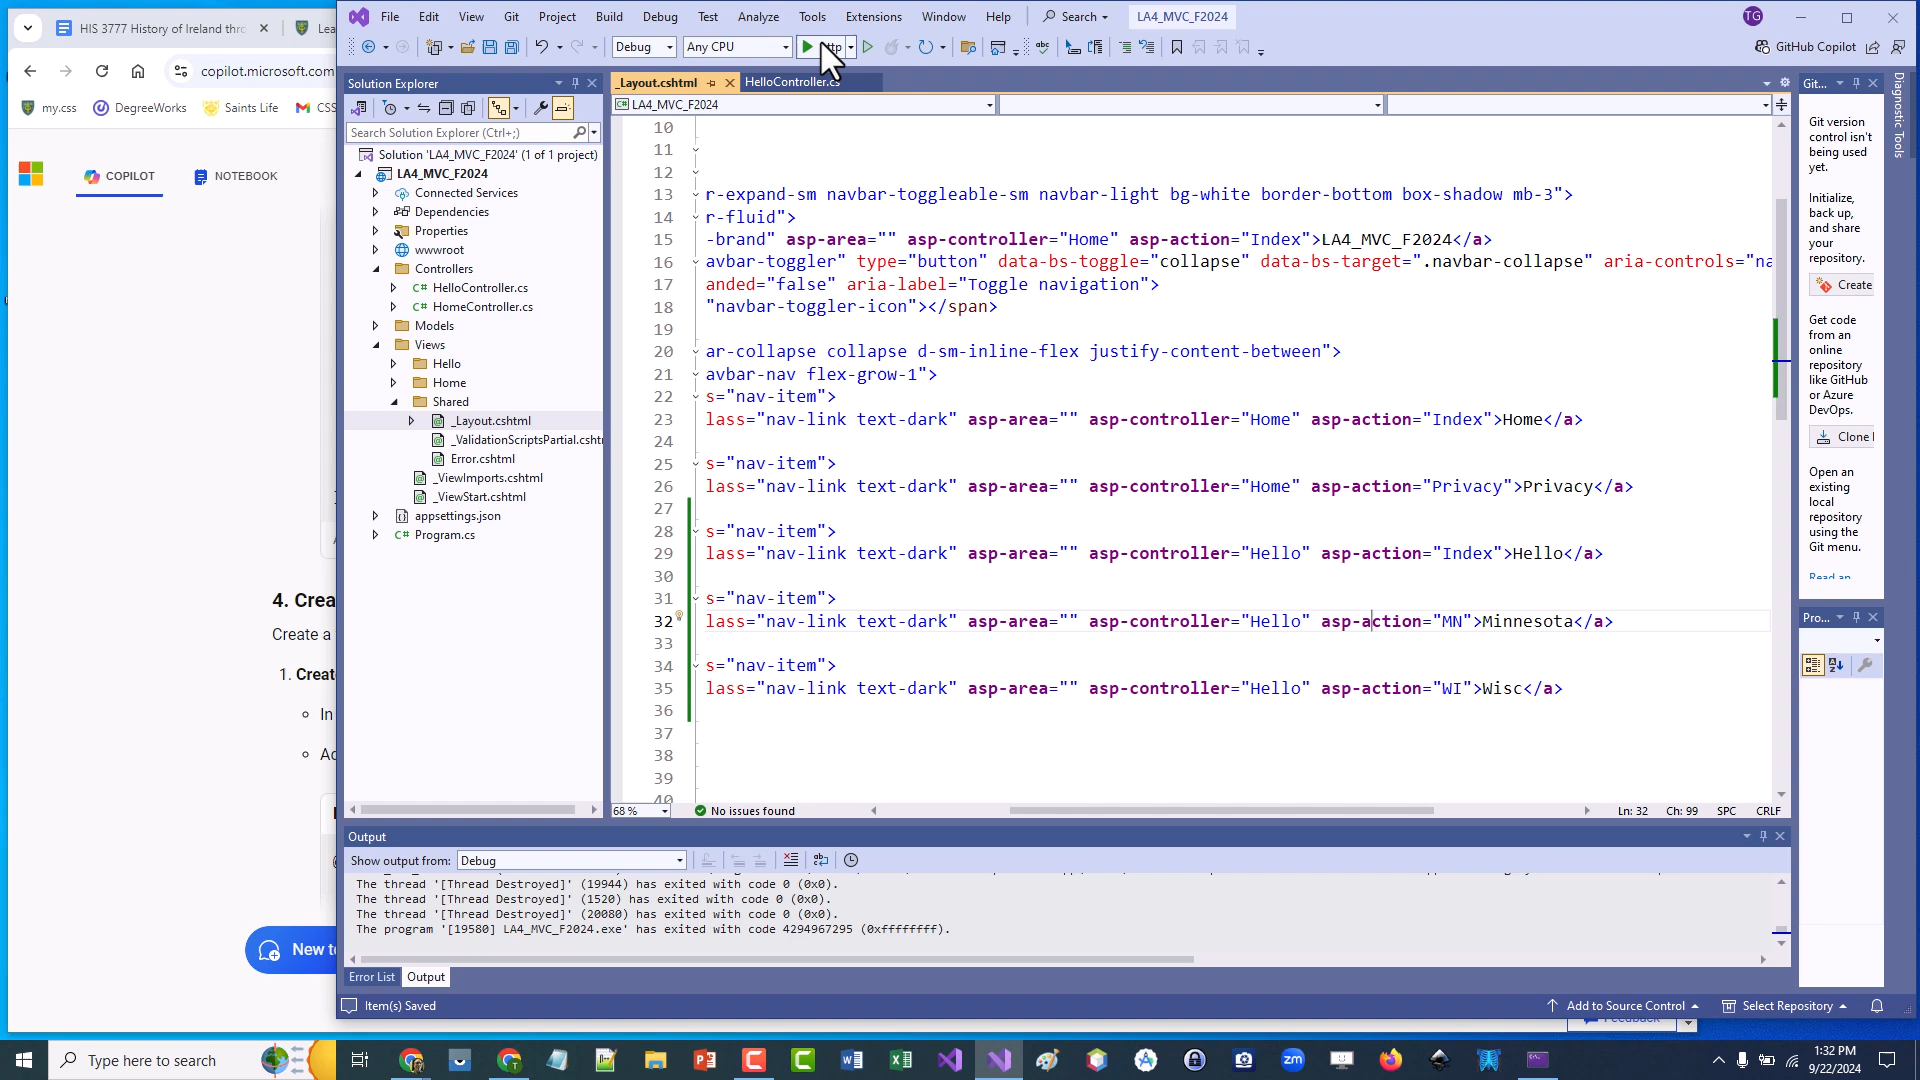 HIS 3777 History of Ireland thro
Lea
copilot.microsoft.com
my.css
DegreeWorks
Saints Life
CSS
COPILOT
NOTEBOOK
4. Crea
Create a
1. Creat
In
New to
File Edit View Git Project Build Debug Test Analyze Tools Extensions Window Help Search LA4_MVC_F2024
TG
Debug Any CPU
GitHub Copilot
Solution Explorer
Search Solution Explorer (Ctrl+;)
Solution 'LA4_MVC_F2024' (1 of 1 project)
LA4_MVC_F2024
Connected Services
Dependencies
Properties
wwwroot
Controllers
C# HelloController.cs
C# HomeController.cs
Models
Views
Hello
Home
Shared
_Layout.cshtml
_ValidationScriptsPartial.cshtm
Error.cshtml
_ViewImports.cshtml
_ViewStart.cshtml
appsettings.json
C# Program.cs
_Layout.cshtml
HelloController.cs
LA4_MVC_F2024
10
11
12
13 r-expand-sm navbar-toggleable-sm navbar-light bg-white border-bottom box-shadow mb-3">
14 r-fluid">
15 -brand" asp-area="" asp-controller="Home" asp-action="Index">LA4_MVC_F2024</a>
16 avbar-toggler" type="button" data-bs-toggle="collapse" data-bs-target=".navbar-collapse" aria-controls="na
17 anded="false" aria-label="Toggle navigation">
18 "navbar-toggler-icon"></span>
19
20 ar-collapse collapse d-sm-inline-flex justify-content-between">
21 avbar-nav flex-grow-1">
22 s="nav-item">
23 lass="nav-link text-dark" asp-area="" asp-controller="Home" asp-action="Index">Home</a>
24
25 s="nav-item">
26 lass="nav-link text-dark" asp-area="" asp-controller="Home" asp-action="Privacy">Privacy</a>
27
28 s="nav-item">
29 lass="nav-link text-dark" asp-area="" asp-controller="Hello" asp-action="Index">Hello</a>
30
31 s="nav-item">
32 lass="nav-link text-dark" asp-area="" asp-controller="Hello" asp-action="MN">Minnesota</a>
33
34 s="nav-item">
35 lass="nav-link text-dark" asp-area="" asp-controller="Hello" asp-action="WI">Wisc</a>
36
37
38
39
40
68 % No issues found Ln: 32 Ch: 99 SPC CRLF
Output
Show output from: Debug
The thread '[Thread Destroyed]' (19944) has exited with code 0 (0x0).
The thread '[Thread Destroyed]' (1520) has exited with code 0 (0x0).
The thread '[Thread Destroyed]' (20080) has exited with code 0 (0x0).
The program '[19580] LA4_MVC_F2024.exe' has exited with code 4294967295 (0xffffffff).
Error List Output
Item(s) Saved
Add to Source Control Select Repository
Git...
Git version
control isn't
being used
yet.
Initialize,
back up,
and share
your
repository.
Create
Get code
from an
online
repository
like GitHub
or Azure
DevOps.
Clone
Open an
existing
local
repository
using the
Git menu.
Read an
Diagnostic Tools
Pro...
Feedback
Type here to search
zm
1:32 PM
9/22/2024